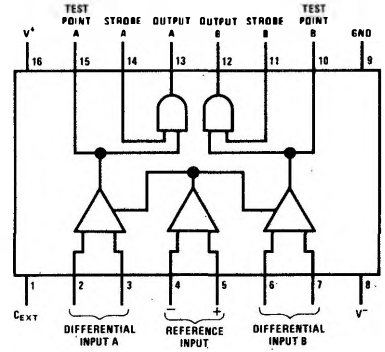 TEST TEST
POINT STROBE OUTPUT OUTPUT STROBE POINT
V+ A A A B B B GND
16 15 14 13 12 11 10 9
− +
1 2 3 4 5 6 7 8
CEXT V−
DIFFERENTIAL REFERENCE DIFFERENTIAL
INPUT A INPUT INPUT B